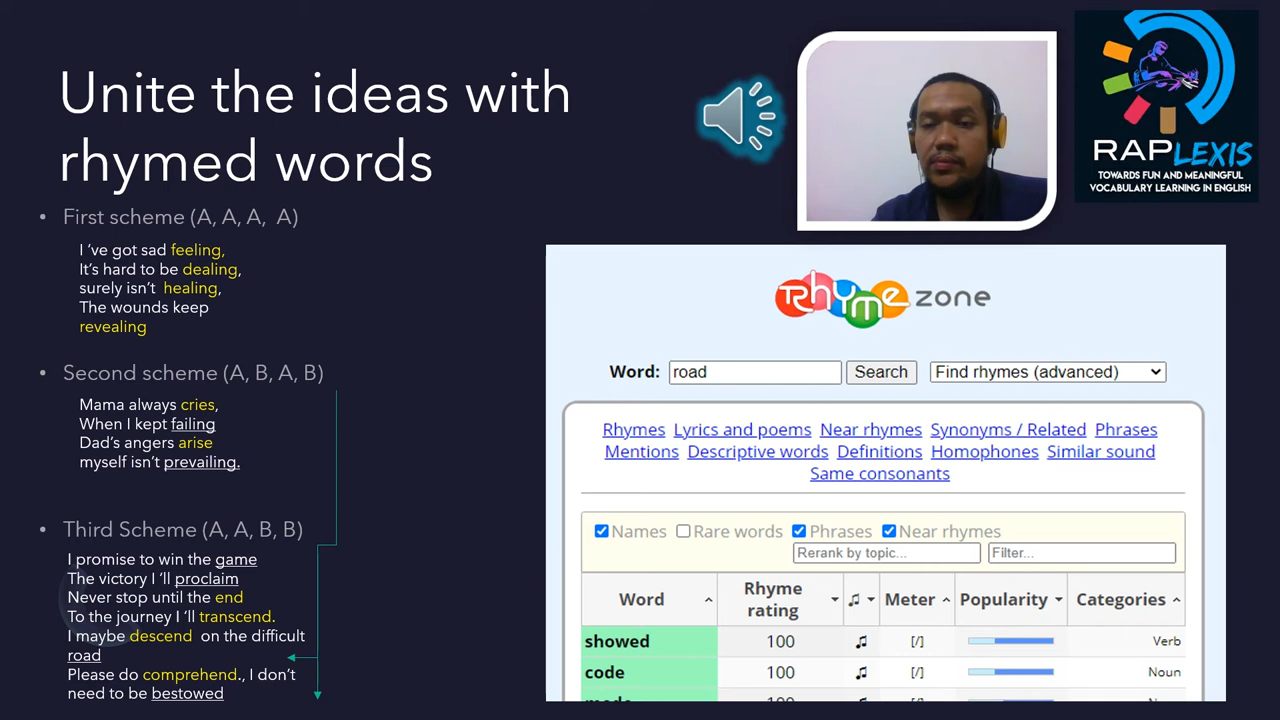 Unite the ideas with
rhymed words
• First scheme (A, A, A, A)
I 've got sad feeling,
It's hard to be dealing,
surely isn't healing,
The wounds keep
revealing
• Second scheme (A, B, A, B)
Mama always cries,
When I kept failing
Dad's angers arise
myself isn't prevailing.
• Third Scheme (A, A, B, B)
I promise to win the game
The victory I 'll proclaim
Never stop until the end
To the journey I 'll transcend.
I maybe descend on the difficult
road
Please do comprehend., I don't
need to be bestowed
RAPLEXIS
TOWARDS FUN AND MEANINGFUL
VOCABULARY LEARNING IN ENGLISH
Rhyme zone
Word: road Search Find rhymes (advanced)
Rhymes Lyrics and poems Near rhymes Synonyms / Related Phrases
Mentions Descriptive words Definitions Homophones Similar sound
Same consonants
Names Rare words Phrases Near rhymes
Rerank by topic... Filter...
Word Rhyme rating Meter Popularity Categories
showed 100 [/] Verb
code 100 [/] Noun